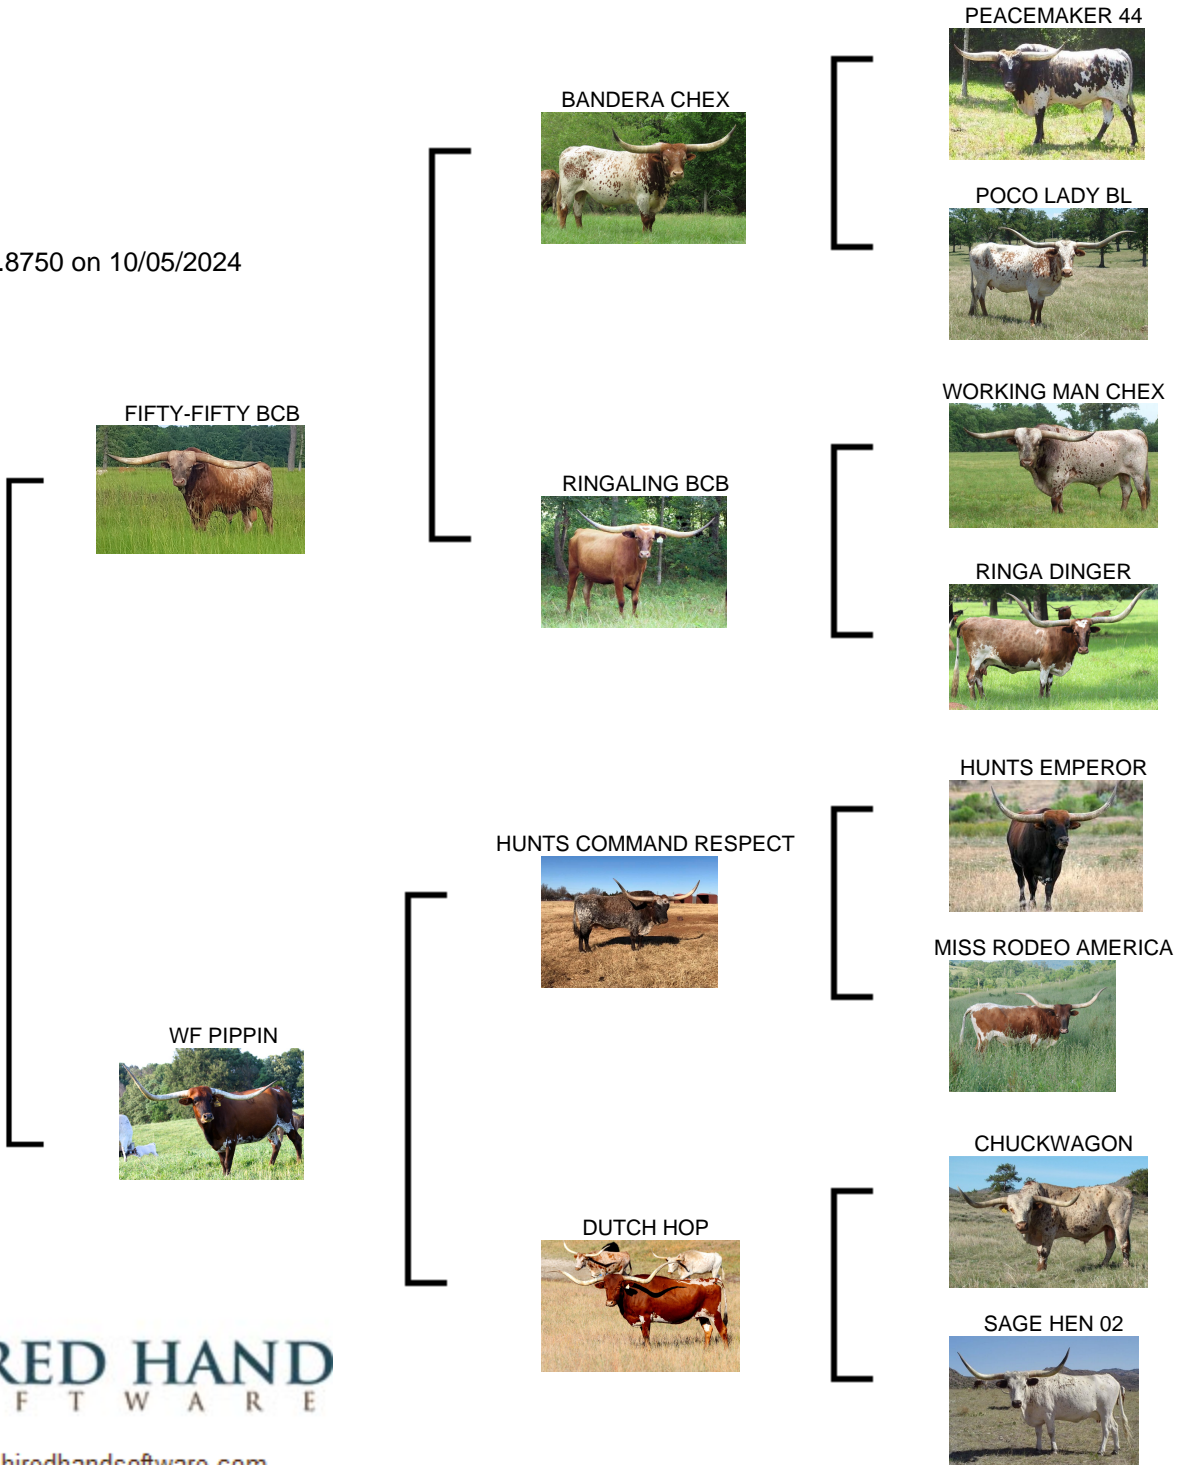 PEACEMAKER 44
BANDERA CHEX
POCO LADY BL
.8750 on 10/05/2024
WORKING MAN CHEX
FIFTY-FIFTY BCB
RINGALING BCB
RINGA DINGER
HUNTS EMPEROR
HUNTS COMMAND RESPECT
MISS RODEO AMERICA
WF PIPPIN
CHUCKWAGON
DUTCH HOP
SAGE HEN 02
RED HAND
F T W A R E
hiredhandsoftware.com